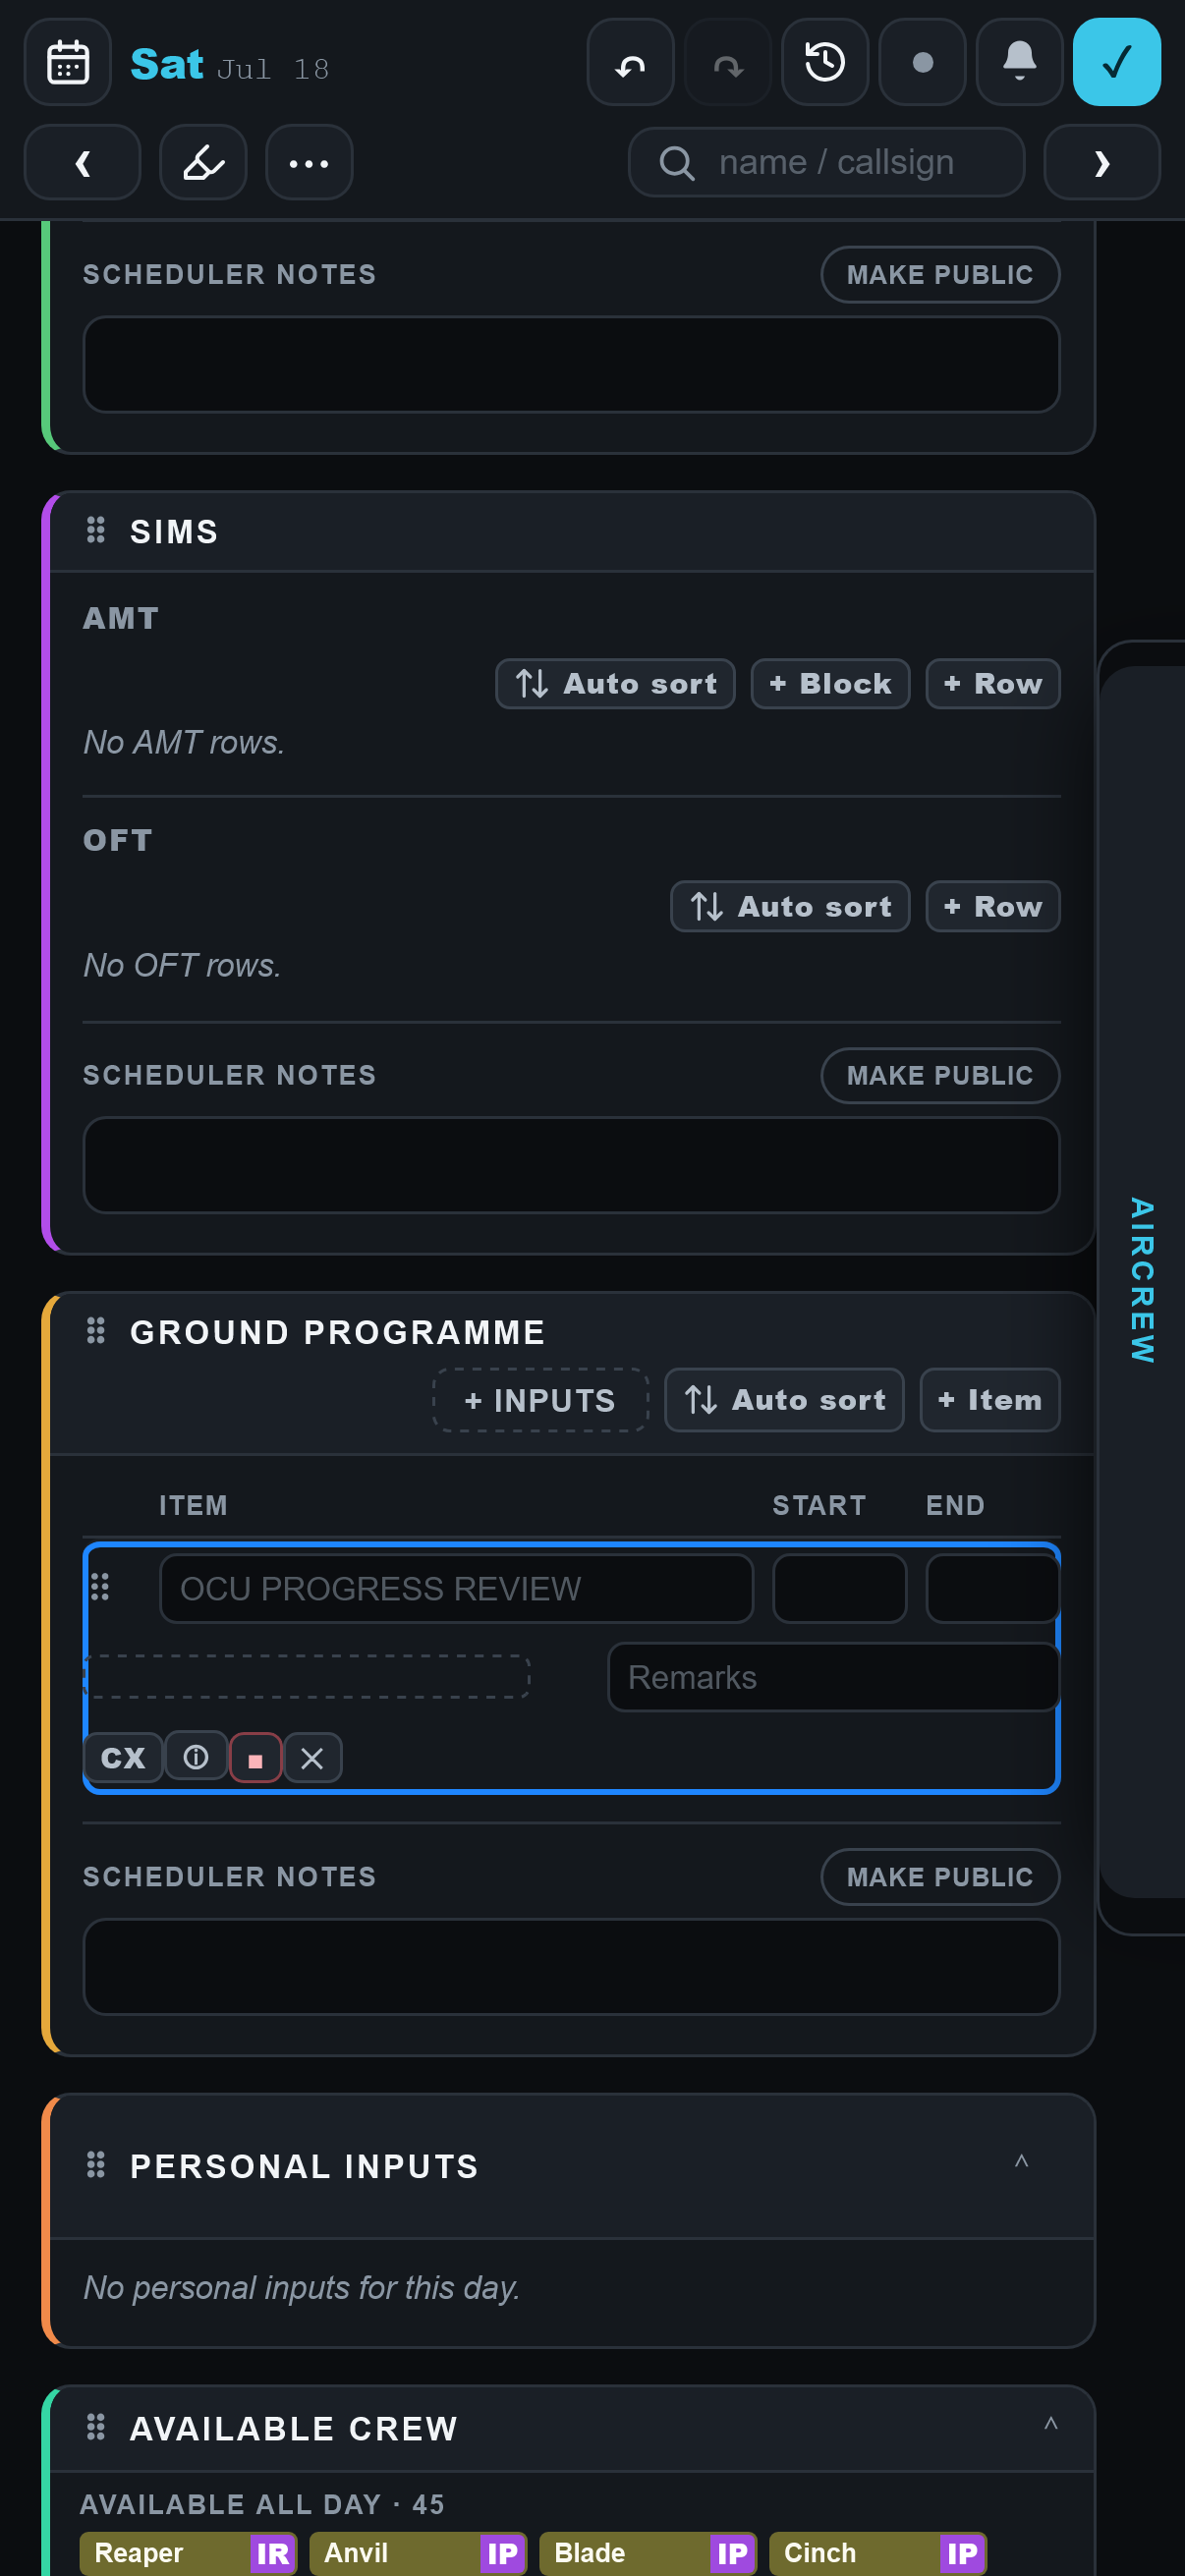 Sat Jul 18
name / callsign
SCHEDULER NOTES MAKE PUBLIC
SIMS
AMT
Auto sort + Block + Row
No AMT rows.
OFT
Auto sort + Row
No OFT rows.
SCHEDULER NOTES MAKE PUBLIC
AIRCREW
GROUND PROGRAMME
+ INPUTS Auto sort + Item
ITEM START END
OCU PROGRESS REVIEW
Remarks
CX
SCHEDULER NOTES MAKE PUBLIC
PERSONAL INPUTS
No personal inputs for this day.
AVAILABLE CREW
AVAILABLE ALL DAY · 45
Reaper IR Anvil IP Blade IP Cinch IP